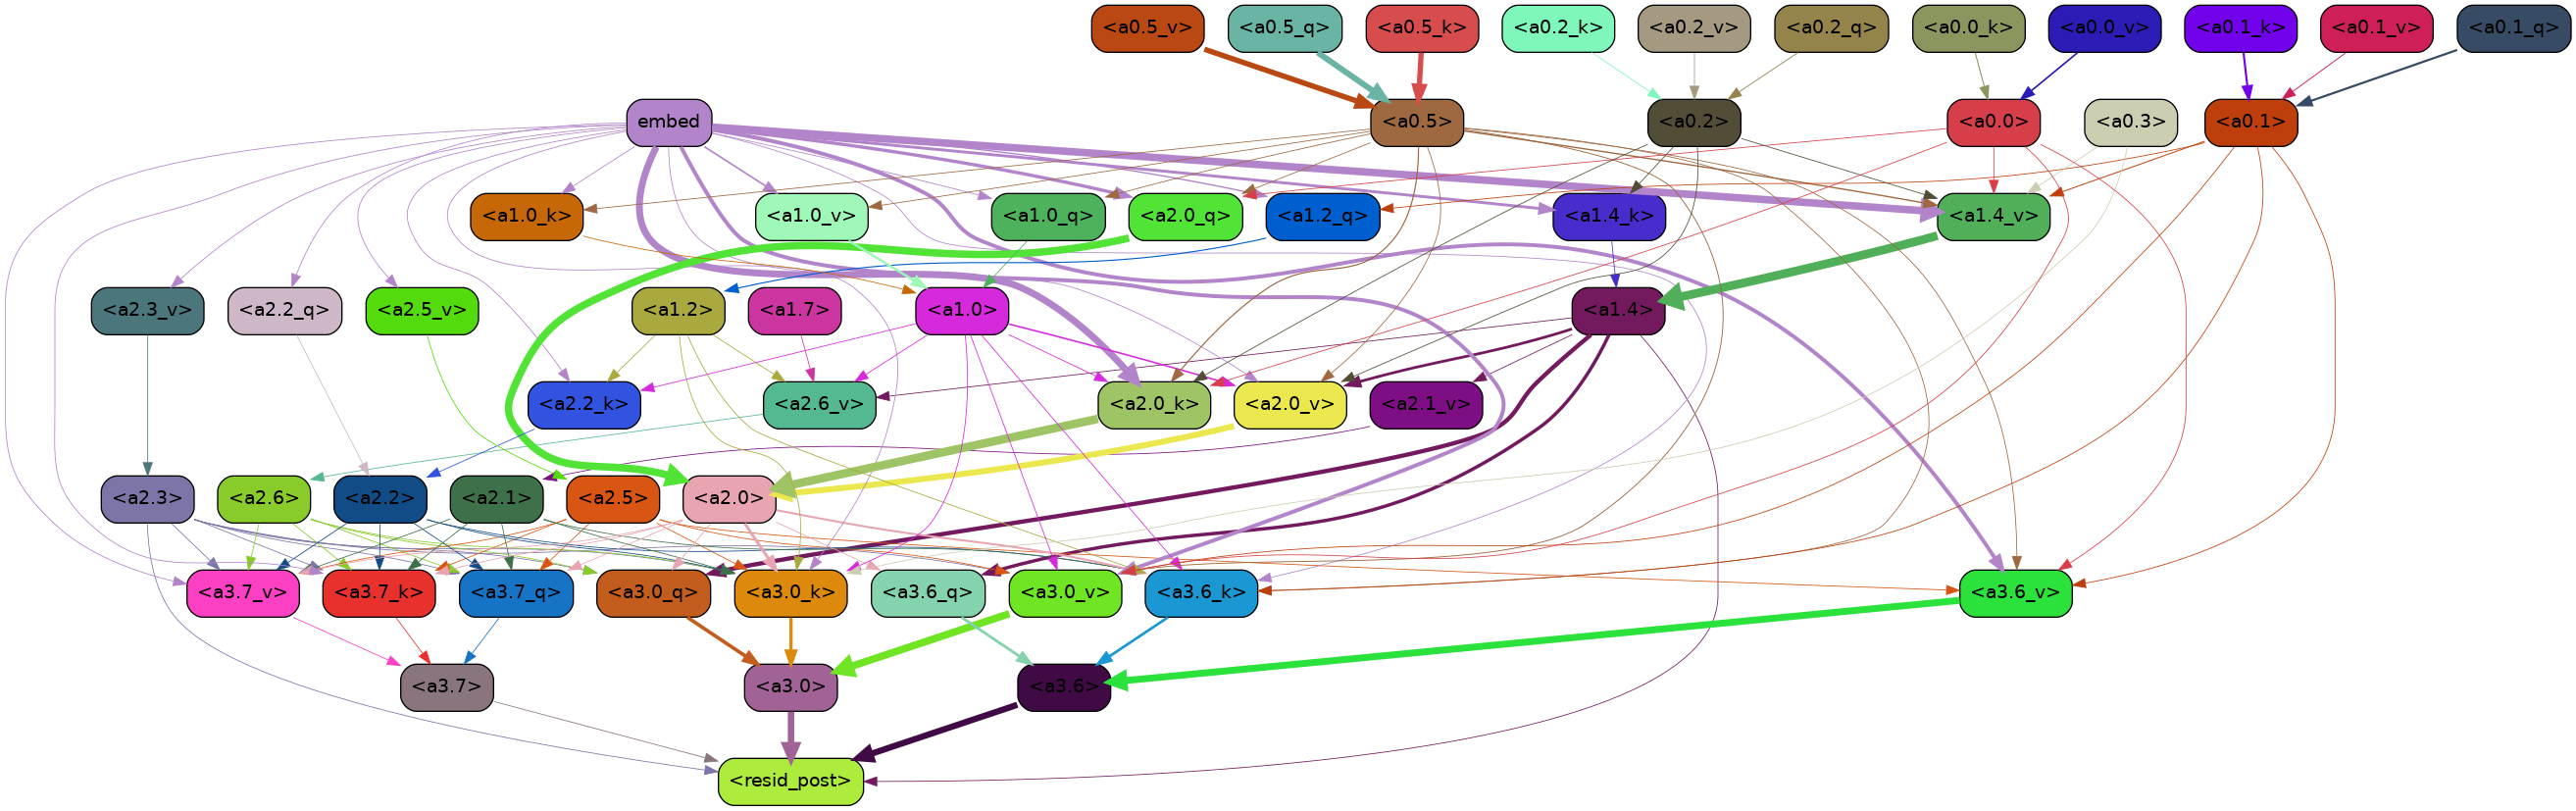 <a0.5_v> <a0.5_q> <a0.5_k> <a0.2_k> <a0.2_v> <a0.2_q> <a0.0_k> <a0.0_v> <a0.1_k> <a0.1_v> <a0.1_q>
embed <a0.5> <a0.2> <a0.0> <a0.3> <a0.1>
<a1.0_k> <a1.0_v> <a1.0_q> <a2.0_q> <a1.2_q> <a1.4_k> <a1.4_v>
<a2.3_v> <a2.2_q> <a2.5_v> <a1.2> <a1.7> <a1.0> <a1.4>
<a2.2_k> <a2.6_v> <a2.0_k> <a2.0_v> <a2.1_v>
<a2.3> <a2.6> <a2.2> <a2.1> <a2.5> <a2.0>
<a3.7_v> <a3.7_k> <a3.7_q> <a3.0_q> <a3.0_k> <a3.6_q> <a3.0_v> <a3.6_k> <a3.6_v>
<a3.7> <a3.0> <a3.6>
<resid_post>